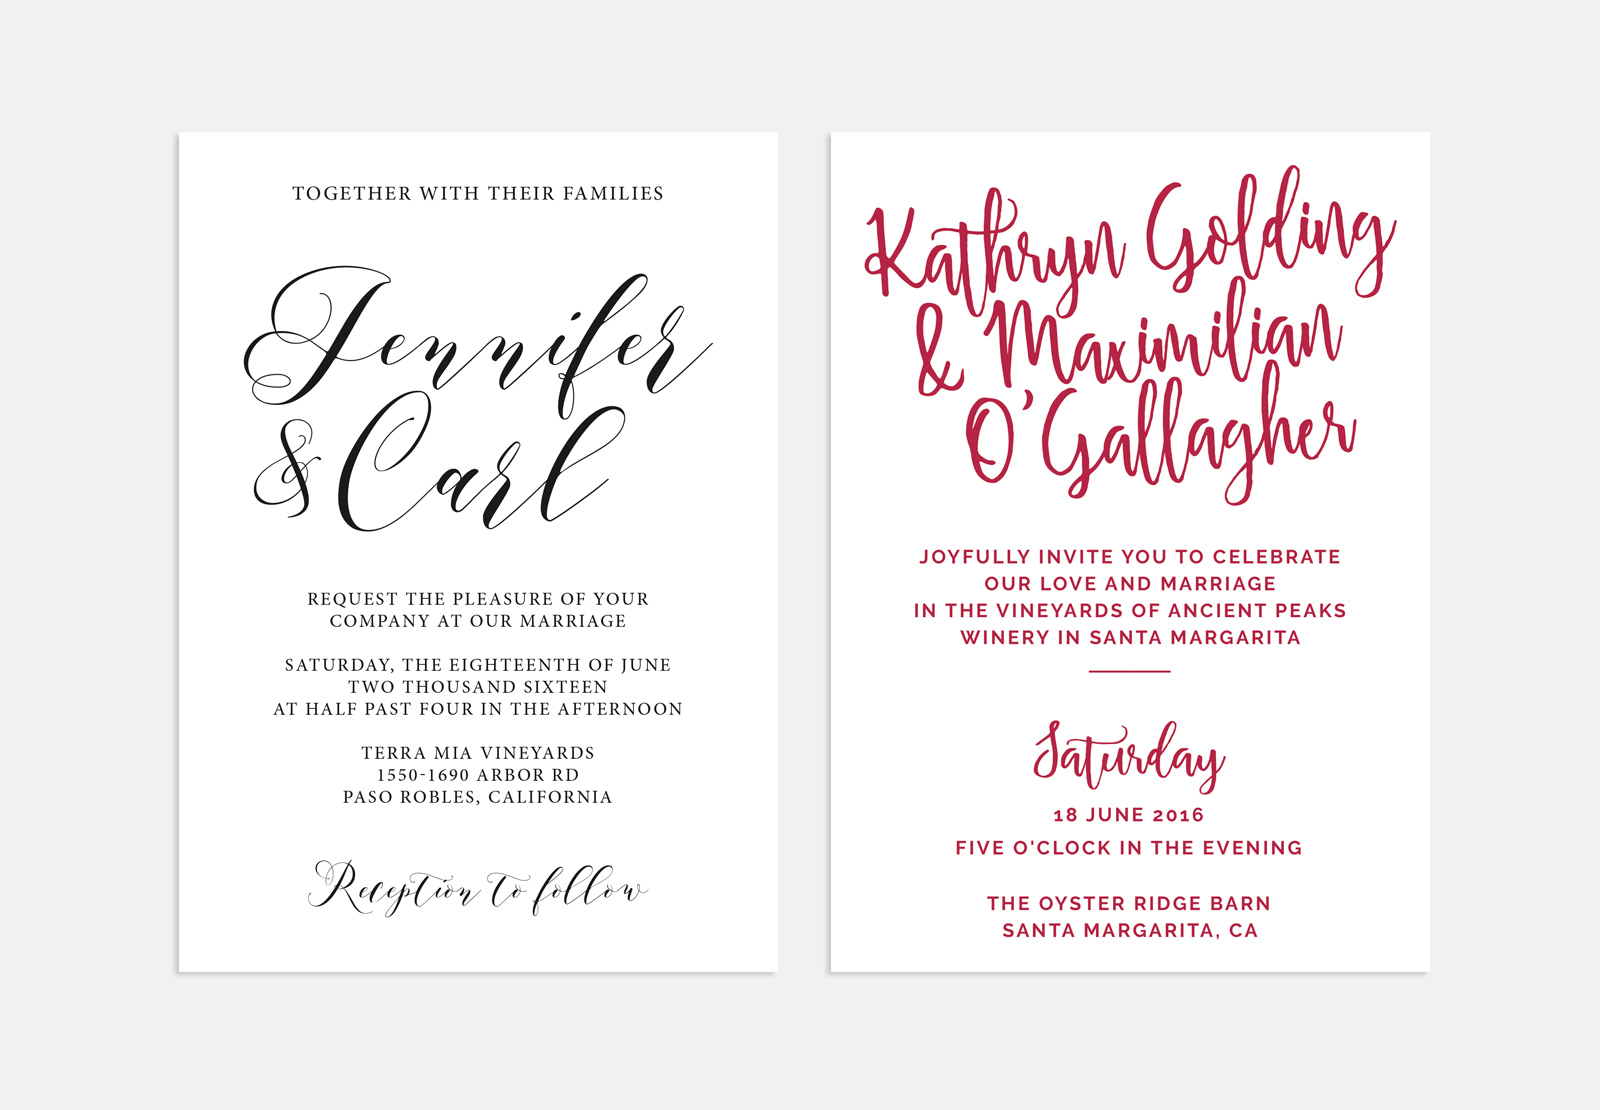 TOGETHER WITH THEIR FAMILIES
Jennifer
& Carl
REQUEST THE PLEASURE OF YOUR
COMPANY AT OUR MARRIAGE
SATURDAY, THE EIGHTEENTH OF JUNE
TWO THOUSAND SIXTEEN
AT HALF PAST FOUR IN THE AFTERNOON
TERRA MIA VINEYARDS
1550-1690 ARBOR RD
PASO ROBLES, CALIFORNIA
Reception to follow
Kathryn Golding
& Maximilian
O'Gallagher
JOYFULLY INVITE YOU TO CELEBRATE
OUR LOVE AND MARRIAGE
IN THE VINEYARDS OF ANCIENT PEAKS
WINERY IN SANTA MARGARITA
Saturday
18 JUNE 2016
FIVE O'CLOCK IN THE EVENING
THE OYSTER RIDGE BARN
SANTA MARGARITA, CA